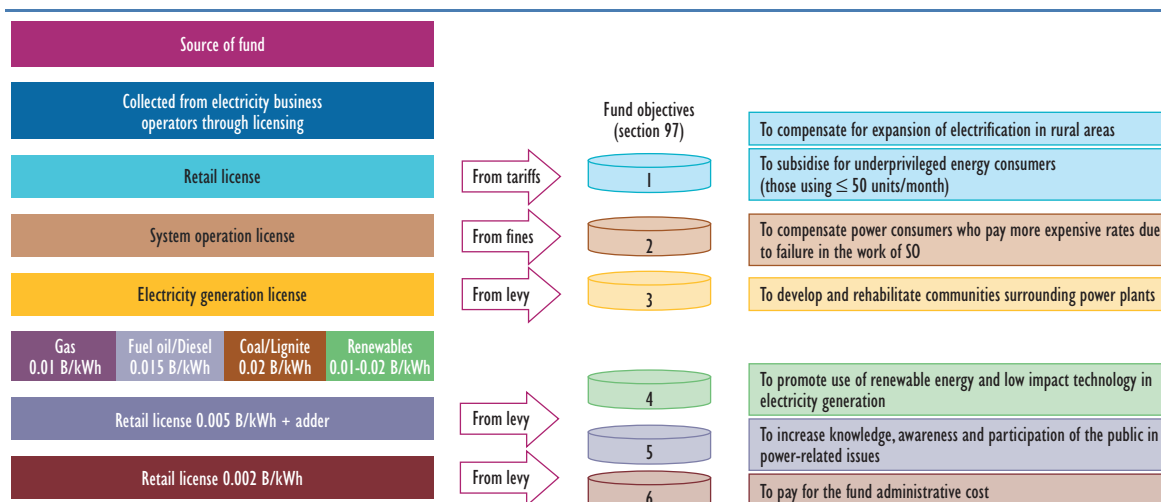 Source of fund
Collected from electricity business
operators through licensing
Fund objectives
(section 97)
To compensate for expansion of electrification in rural areas
Retail license
From tariffs
1
To subsidise for underprivileged energy consumers
(those using ≤ 50 units/month)
System operation license
From fines
2
To compensate power consumers who pay more expensive rates due
to failure in the work of SO
Electricity generation license
From levy
3
To develop and rehabilitate communities surrounding power plants
Gas
0.01 B/kWh
Fuel oil/Diesel
0.015 B/kWh
Coal/Lignite
0.02 B/kWh
Renewables
0.01-0.02 B/kWh
Retail license 0.005 B/kWh + adder
From levy
4
To promote use of renewable energy and low impact technology in
electricity generation
5
To increase knowledge, awareness and participation of the public in
power-related issues
Retail license 0.002 B/kWh
From levy
6
To pay for the fund administrative cost